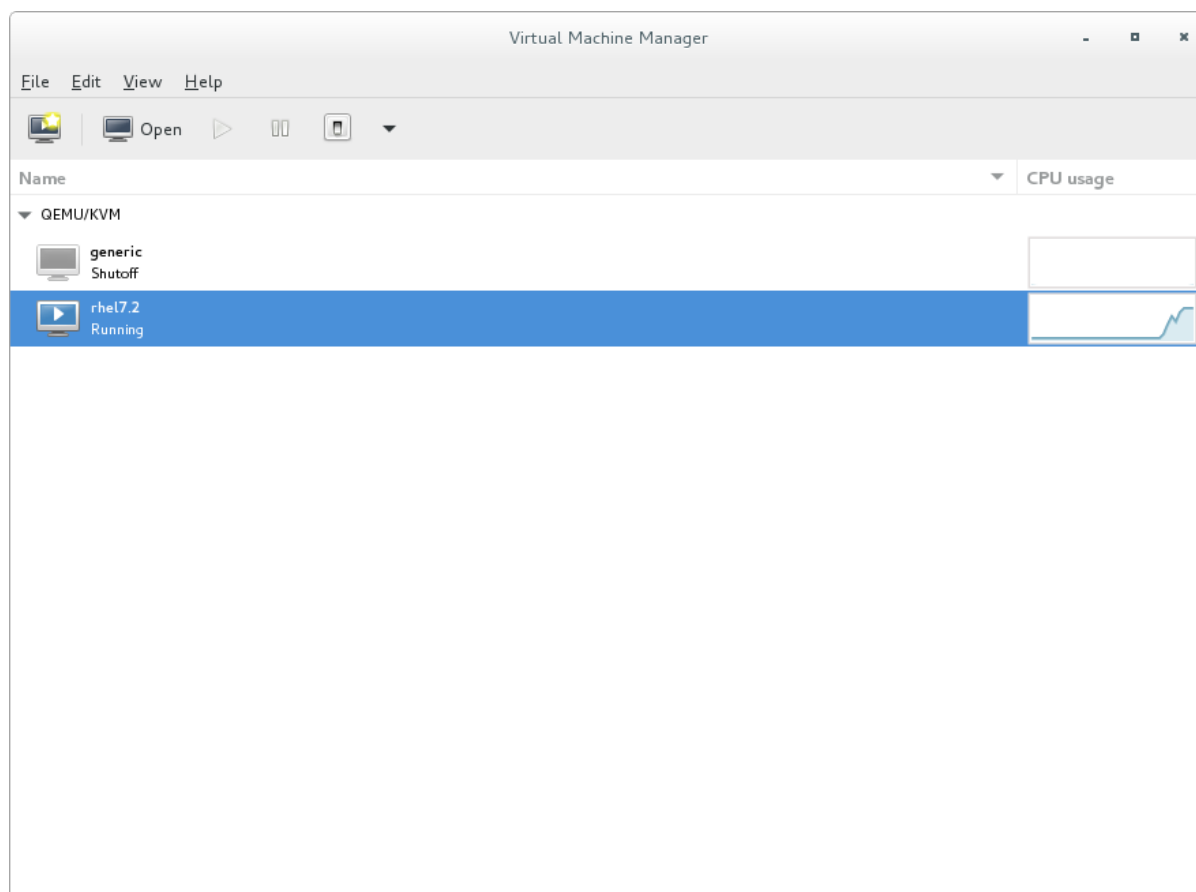 Virtual Machine Manager
File Edit View Help
Open
Name CPU usage
QEMU/KVM
generic
Shutoff
rhel7.2
Running